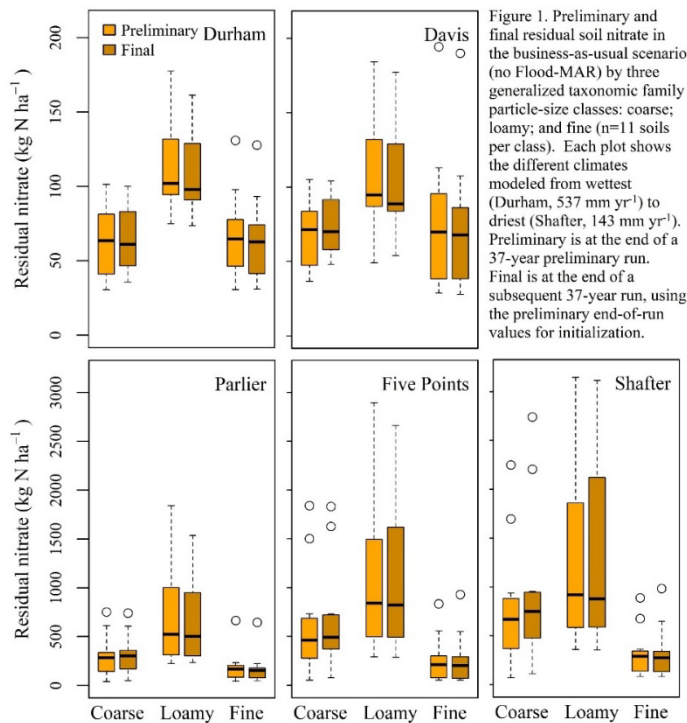 200
150
100
50
0
Residual nitrate (kg N ha⁻¹)
Preliminary
Final
Durham
Davis
Figure 1. Preliminary and
final residual soil nitrate in
the business-as-usual scenario
(no Flood-MAR) by three
generalized taxonomic family
particle-size classes: coarse;
loamy; and fine (n=11 soils
per class). Each plot shows
the different climates
modeled from wettest
(Durham, 537 mm yr⁻¹) to
driest (Shafter, 143 mm yr⁻¹).
Preliminary is at the end of a
37-year preliminary run.
Final is at the end of a
subsequent 37-year run, using
the preliminary end-of-run
values for initialization.
3000
2500
2000
1500
1000
500
0
Residual nitrate (kg N ha⁻¹)
Parlier
Five Points
Shafter
Coarse Loamy Fine
Coarse Loamy Fine
Coarse Loamy Fine